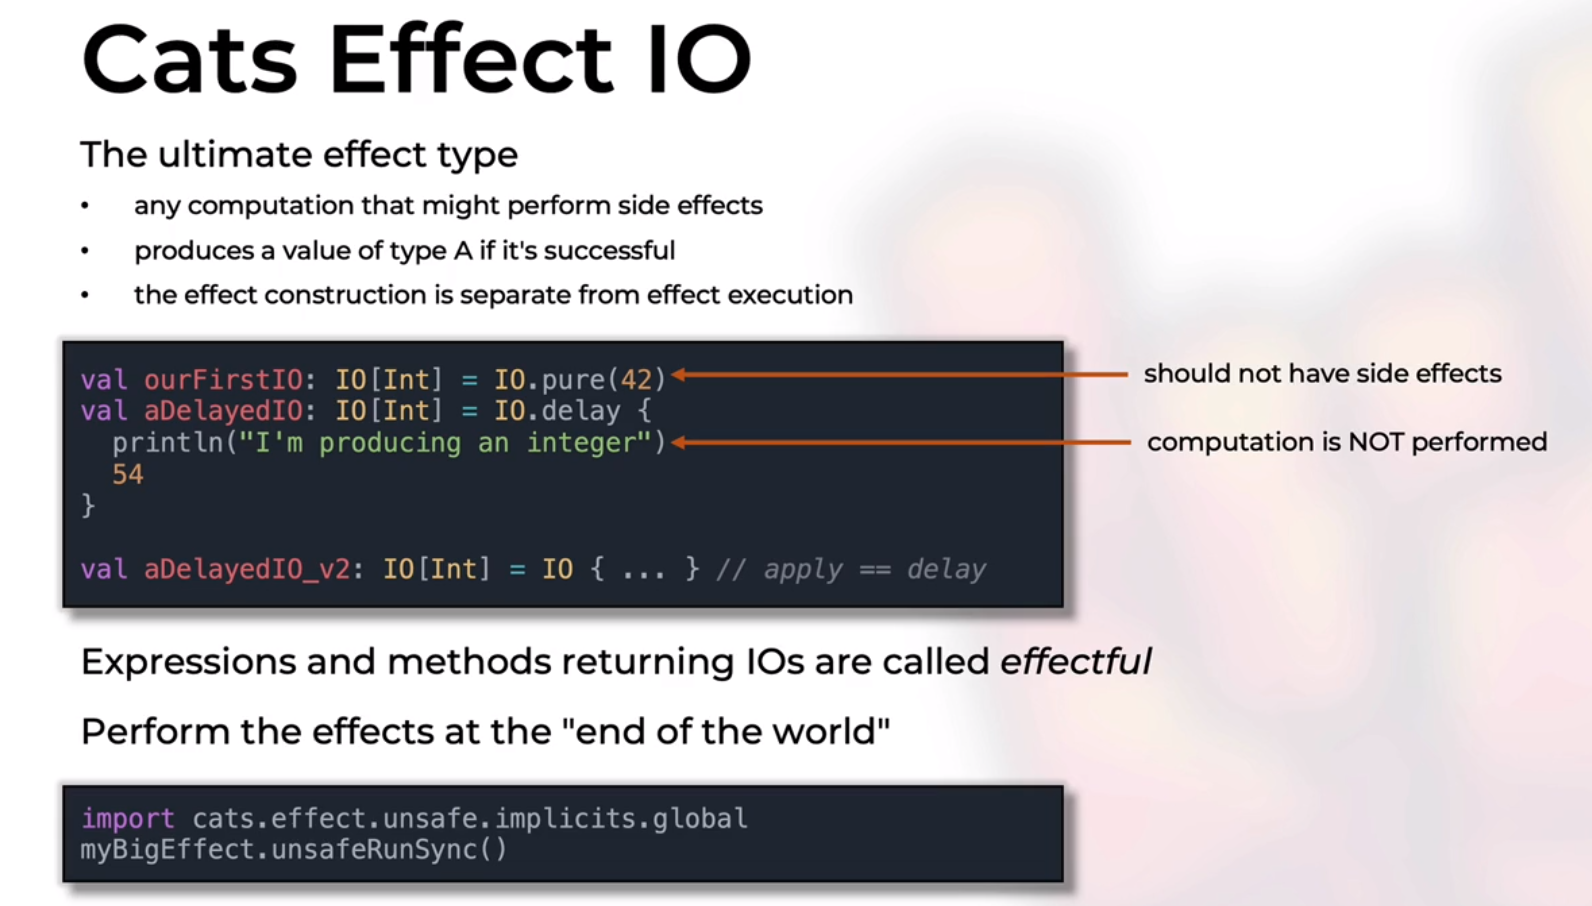 Cats Effect IO
The ultimate effect type
• any computation that might perform side effects
• produces a value of type A if it's successful
• the effect construction is separate from effect execution
val ourFirstIO: IO[Int] = IO.pure(42)
should not have side effects
val aDelayedIO: IO[Int] = IO.delay {
  println("I'm producing an integer")
computation is NOT performed
  54
}
val aDelayedIO_v2: IO[Int] = IO { ... } // apply == delay
Expressions and methods returning IOs are called effectful
Perform the effects at the "end of the world"
import cats.effect.unsafe.implicits.global
myBigEffect.unsafeRunSync()